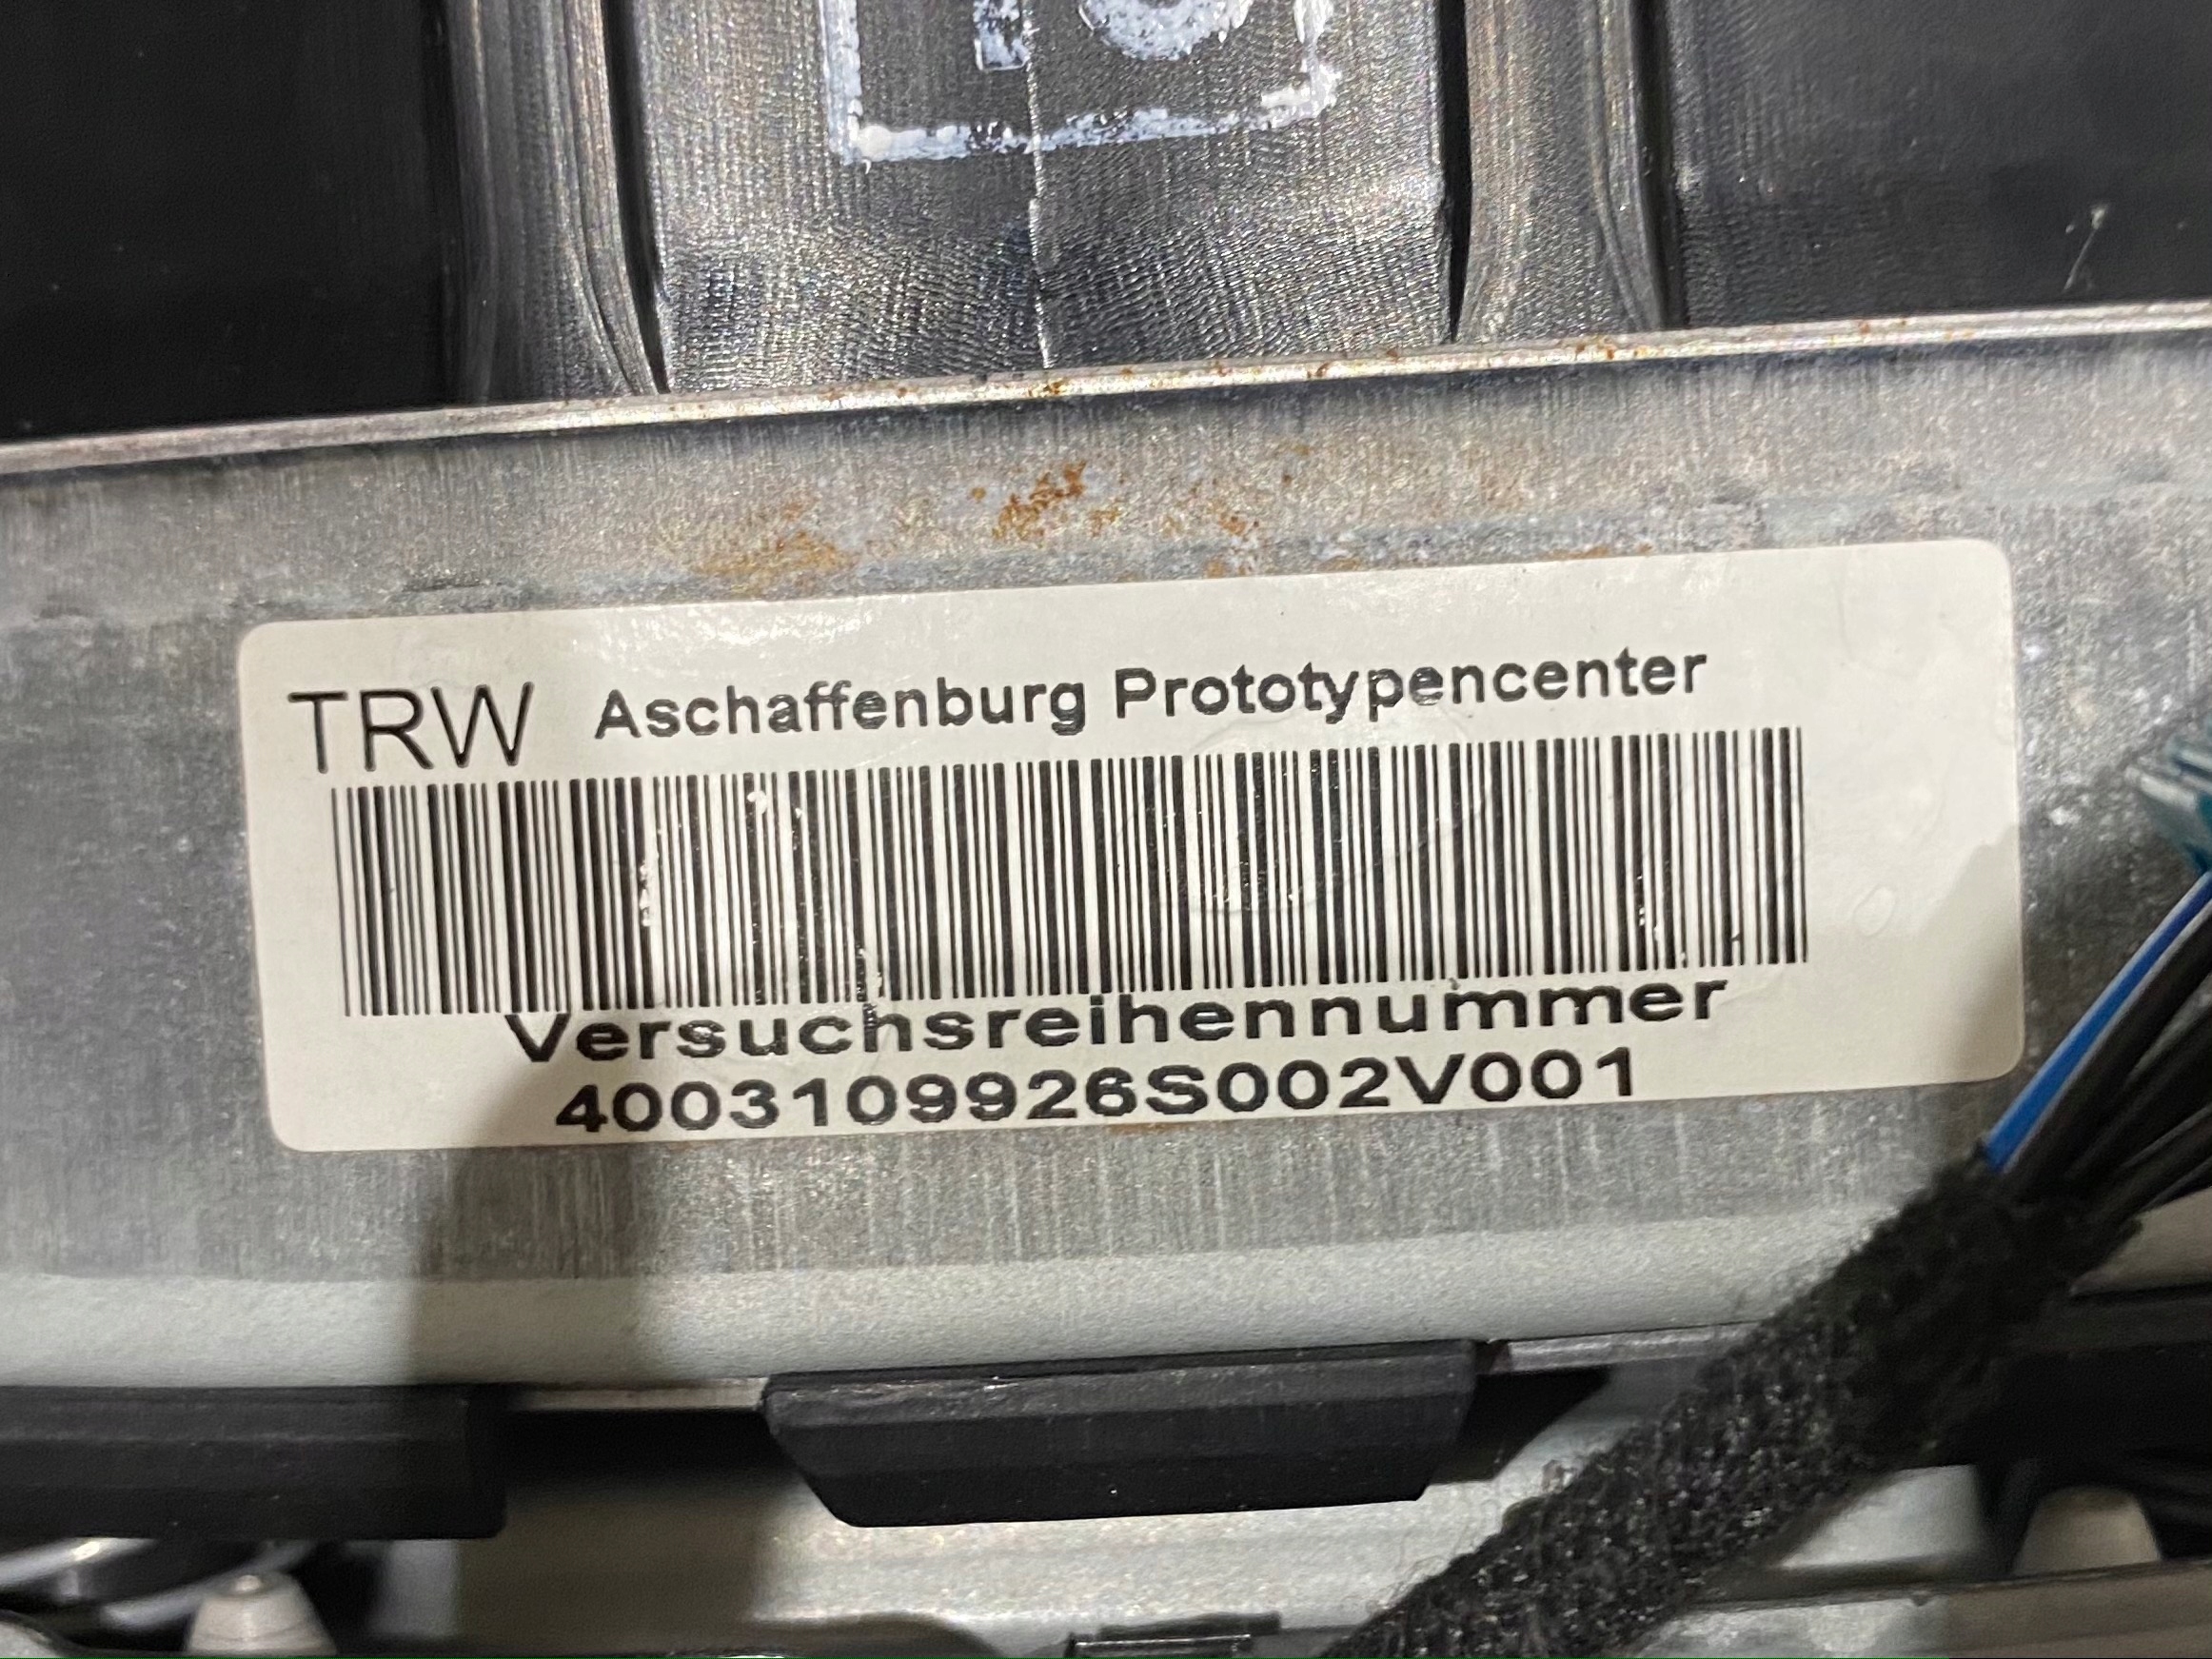 TRW Aschaffenburg Prototypencenter
Versuchsreihennummer
4003109926S002V001